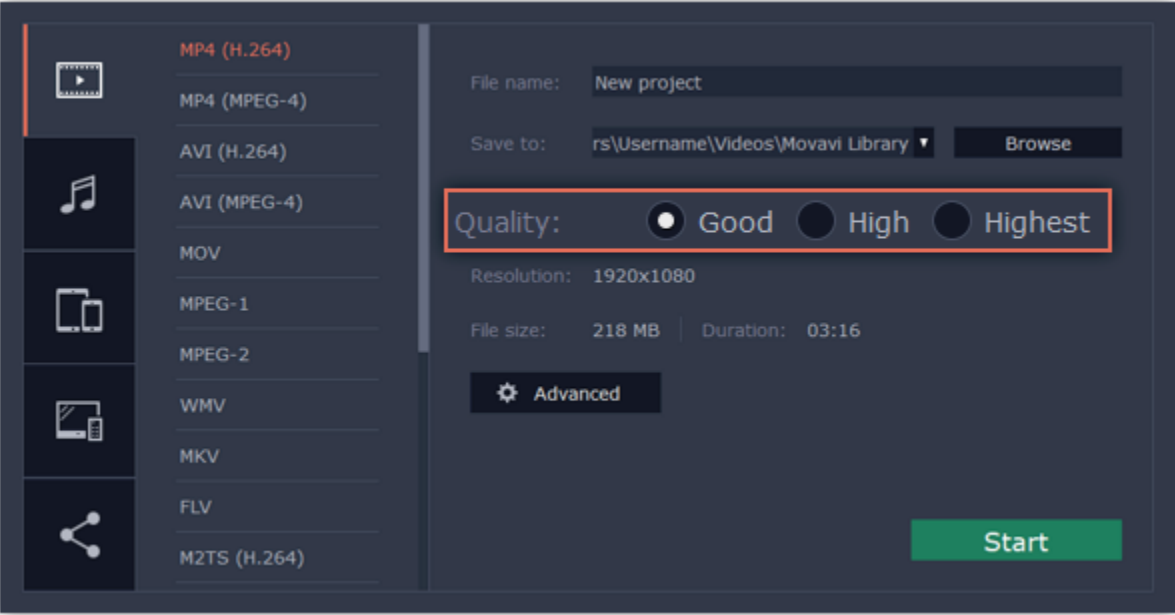 MP4 (H.264)
MP4 (MPEG-4)
AVI (H.264)
AVI (MPEG-4)
MOV
MPEG-1
MPEG-2
WMV
MKV
FLV
M2TS (H.264)
File name: New project
Save to: rs\Username\Videos\Movavi Library Browse
Quality: Good High Highest
Resolution: 1920x1080
File size: 218 MB Duration: 03:16
Advanced
Start